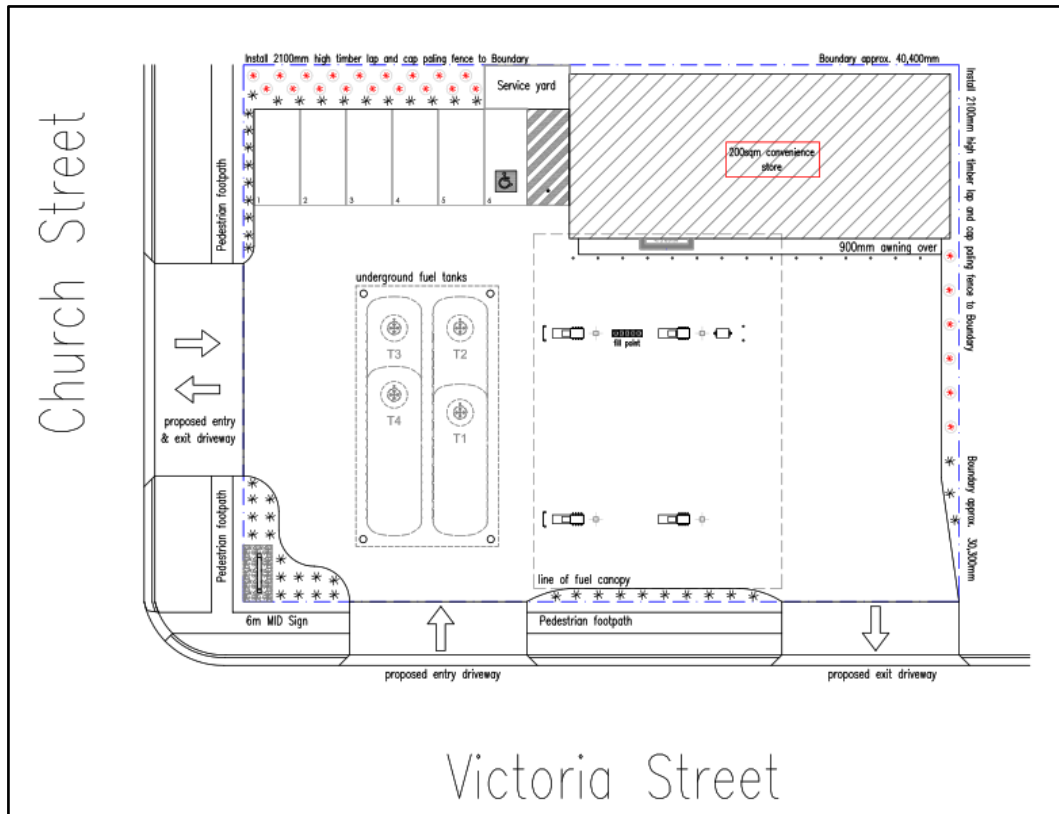 Install 2100mm high timber lap and cap paling fence to Boundary
Boundary approx. 40,400mm
Service yard
Install 2100mm high timber lap and cap paling fence to Boundary
200sqm convenience
store
Church Street
Pedestrian footpath
1
2
3
4
5
6
900mm awning over
underground fuel tanks
T3
T2
fill point
T4
T1
proposed entry
& exit driveway
Boundary approx. 30,300mm
Pedestrian footpath
line of fuel canopy
6m MID Sign
Pedestrian footpath
proposed entry driveway
proposed exit driveway
Victoria Street